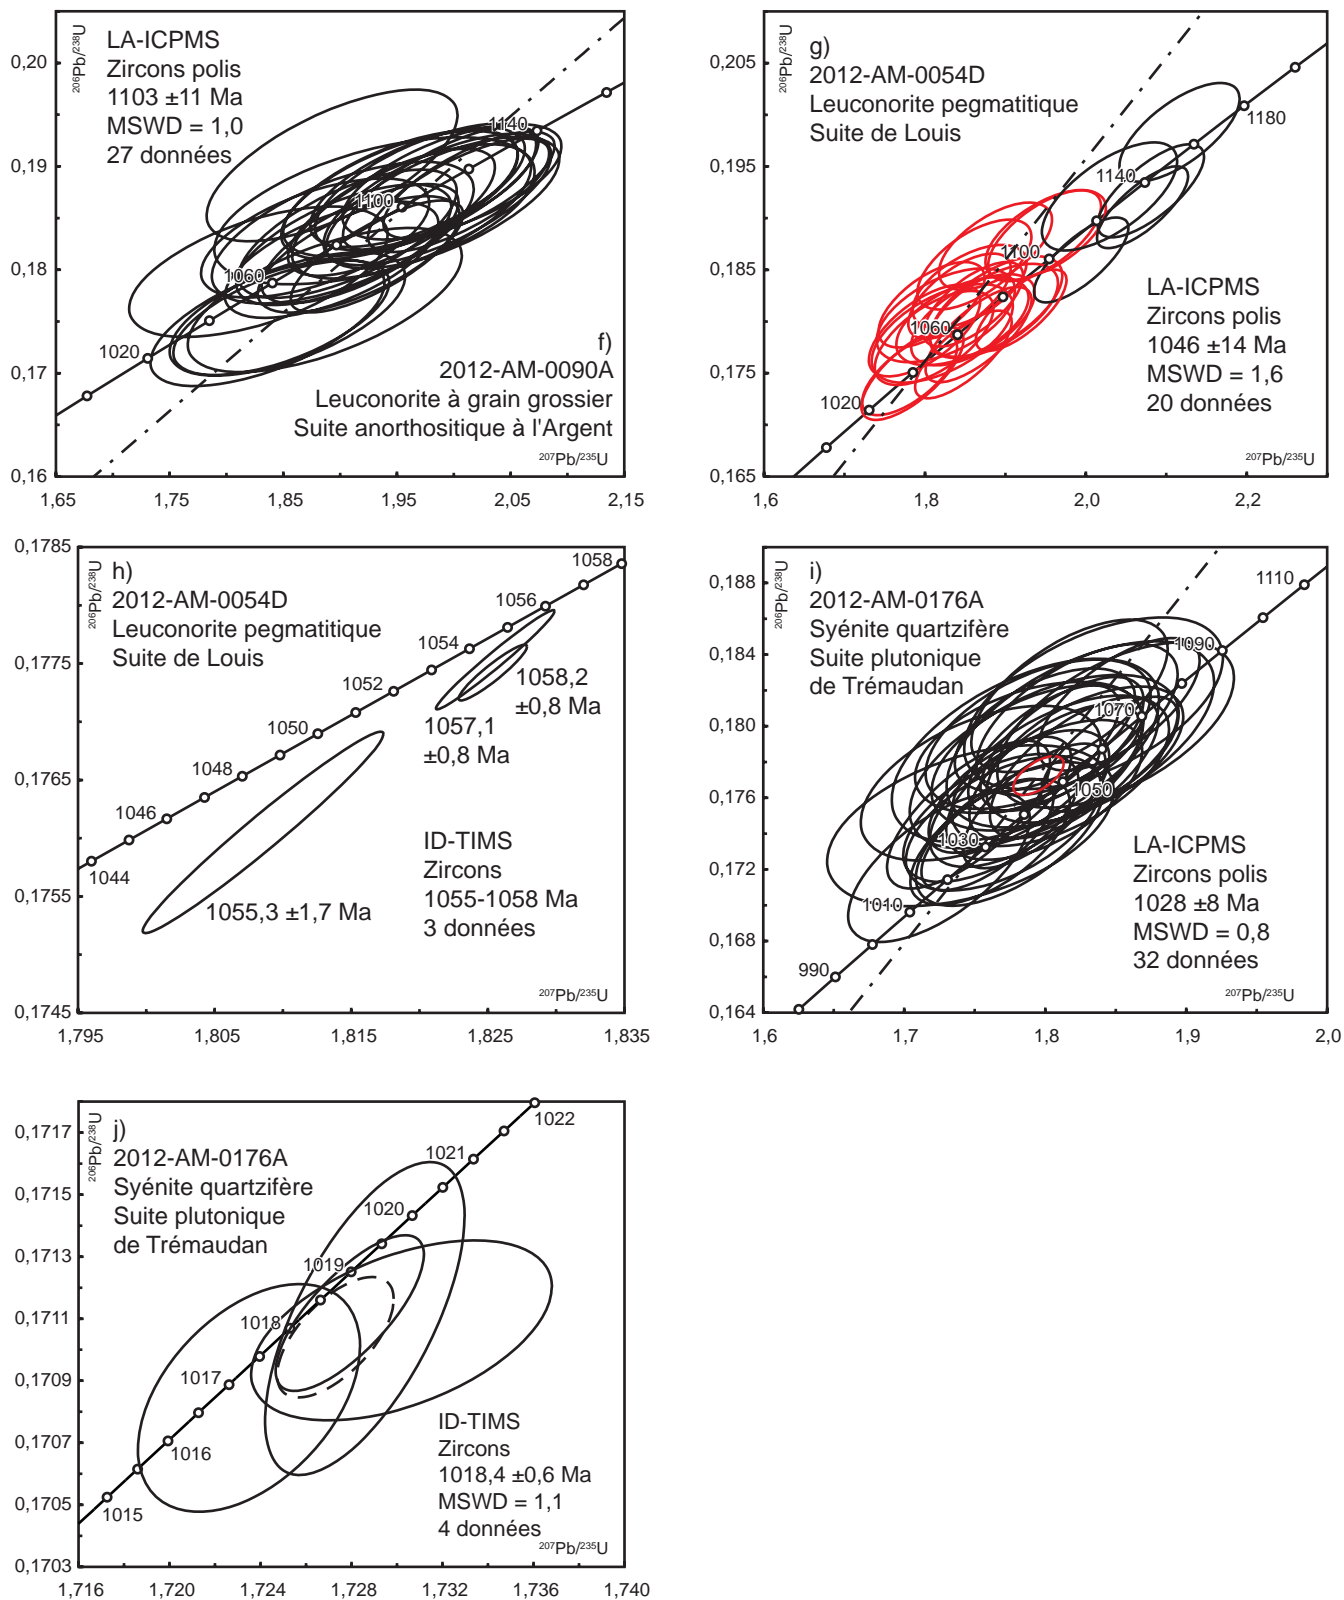 0,20
0,19
0,18
0,17
0,16
206Pb/238U
LA-ICPMS
Zircons polis
1103 ±11 Ma
MSWD = 1,0
27 données
1140
1100
1060
1020
f)
2012-AM-0090A
Leuconorite à grain grossier
Suite anorthositique à l'Argent
207Pb/235U
1,65
1,75
1,85
1,95
2,05
2,15
0,205
0,195
0,185
0,175
0,165
206Pb/238U
g)
2012-AM-0054D
Leuconorite pegmatitique
Suite de Louis
1180
1140
1100
1060
1020
LA-ICPMS
Zircons polis
1046 ±14 Ma
MSWD = 1,6
20 données
207Pb/235U
1,6
1,8
2,0
2,2
0,1785
0,1775
0,1765
0,1755
0,1745
206Pb/238U
h)
2012-AM-0054D
Leuconorite pegmatitique
Suite de Louis
1058
1056
1054
1052
1050
1048
1046
1044
1058,2
±0,8 Ma
1057,1
±0,8 Ma
1055,3 ±1,7 Ma
ID-TIMS
Zircons
1055-1058 Ma
3 données
207Pb/235U
1,795
1,805
1,815
1,825
1,835
0,188
0,184
0,180
0,176
0,172
0,168
0,164
206Pb/238U
i)
2012-AM-0176A
Syénite quartzifère
Suite plutonique
de Trémaudan
1110
1090
1070
1050
1030
1010
990
LA-ICPMS
Zircons polis
1028 ±8 Ma
MSWD = 0,8
32 données
207Pb/235U
1,6
1,7
1,8
1,9
2,0
0,1717
0,1715
0,1713
0,1711
0,1709
0,1707
0,1705
0,1703
206Pb/238U
j)
2012-AM-0176A
Syénite quartzifère
Suite plutonique
de Trémaudan
1022
1021
1020
1019
1018
1017
1016
1015
ID-TIMS
Zircons
1018,4 ±0,6 Ma
MSWD = 1,1
4 données
207Pb/235U
1,716
1,720
1,724
1,728
1,732
1,736
1,740